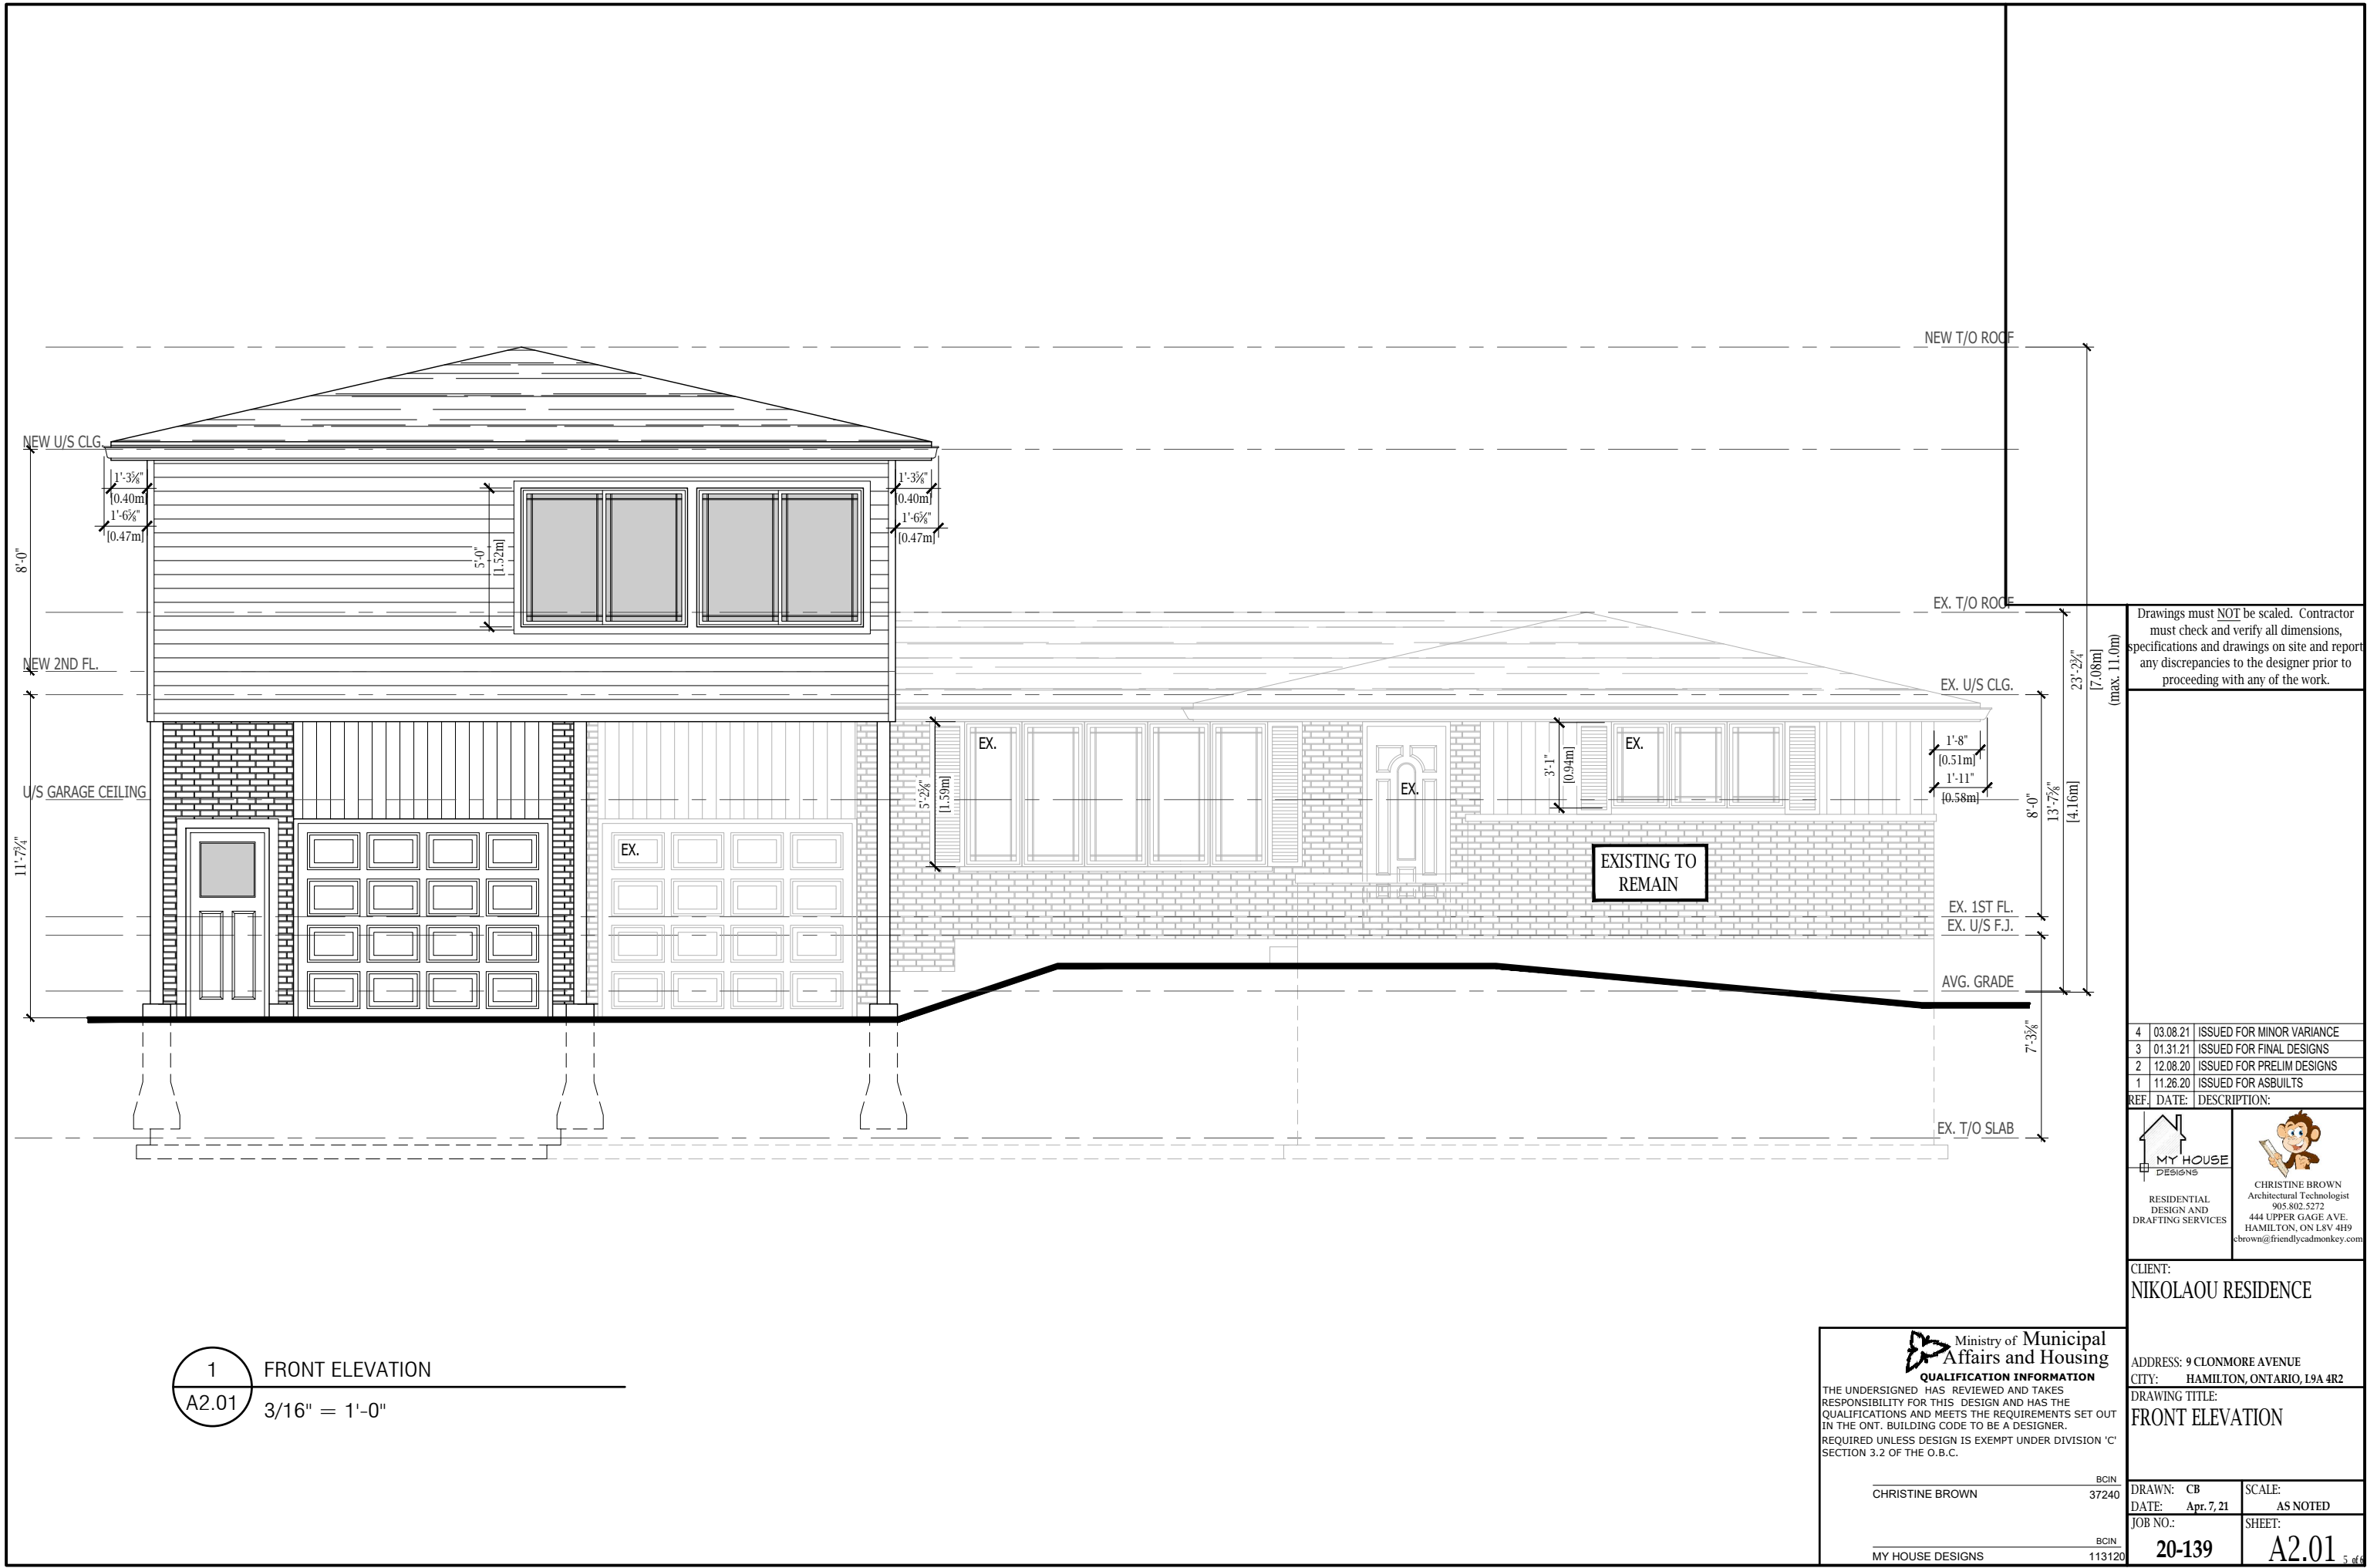 NEW T/O ROOF
NEW U/S CLG.
1'-3⅝"
[0.40m]
1'-6⅝"
[0.47m]
1'-3⅝"
[0.40m]
1'-6⅝"
[0.47m]
8'-0"
5'-0"
[1.52m]
NEW 2ND FL.
EX. T/O ROOF
EX. U/S CLG.
23'-2¾"
[7.08m]
(max. 11.0m)
U/S GARAGE CEILING
11'-7¾"
EX.
5'-2⅝"
[1.59m]
EX.
EX.
3'-1"
[0.94m]
EX.
1'-8"
[0.51m]
1'-11"
[0.58m]
8'-0"
13'-7⅝"
[4.16m]
EXISTING TO
REMAIN
EX. 1ST FL.
EX. U/S F.J.
AVG. GRADE
7'-3⅝"
EX. T/O SLAB
1
A2.01
FRONT ELEVATION
3/16" = 1'-0"
Drawings must NOT be scaled. Contractor
must check and verify all dimensions,
specifications and drawings on site and report
any discrepancies to the designer prior to
proceeding with any of the work.
4 03.08.21 ISSUED FOR MINOR VARIANCE
3 01.31.21 ISSUED FOR FINAL DESIGNS
2 12.08.20 ISSUED FOR PRELIM DESIGNS
1 11.26.20 ISSUED FOR ASBUILTS
REF. DATE: DESCRIPTION:
MY HOUSE
DESIGNS
RESIDENTIAL
DESIGN AND
DRAFTING SERVICES
CHRISTINE BROWN
Architectural Technologist
905.802.5272
444 UPPER GAGE AVE.
HAMILTON, ON L8V 4H9
cbrown@friendlycadmonkey.com
CLIENT:
NIKOLAOU RESIDENCE
ADDRESS: 9 CLONMORE AVENUE
CITY: HAMILTON, ONTARIO, L9A 4R2
DRAWING TITLE:
FRONT ELEVATION
DRAWN: CB
DATE: Apr. 7, 21
SCALE:
AS NOTED
JOB NO.:
20-139
SHEET:
A2.01
5 of 6
Ministry of Municipal
Affairs and Housing
QUALIFICATION INFORMATION
THE UNDERSIGNED HAS REVIEWED AND TAKES
RESPONSIBILITY FOR THIS DESIGN AND HAS THE
QUALIFICATIONS AND MEETS THE REQUIREMENTS SET OUT
IN THE ONT. BUILDING CODE TO BE A DESIGNER.
REQUIRED UNLESS DESIGN IS EXEMPT UNDER DIVISION 'C'
SECTION 3.2 OF THE O.B.C.
BCIN
CHRISTINE BROWN 37240
BCIN
MY HOUSE DESIGNS 113120